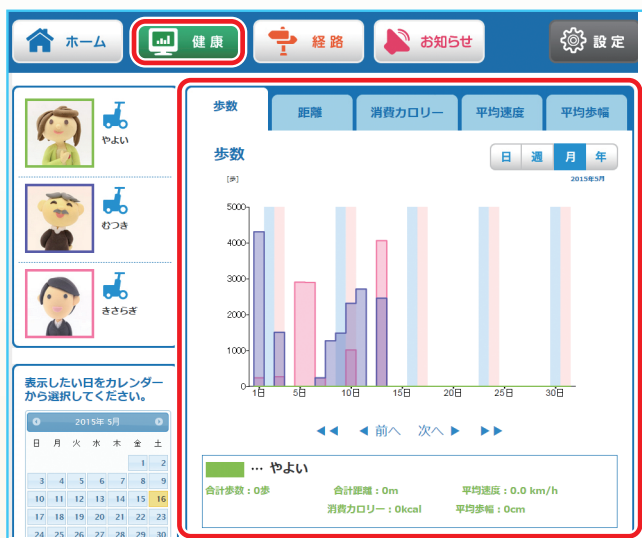 ホーム 健康 経路 お知らせ 設定
やよい
むつき
きさらぎ
表示したい日をカレンダー
から選択してください。
2015年 5月
日 月 火 水 木 金 土
1 2
3 4 5 6 7 8 9
10 11 12 13 14 15 16
17 18 19 20 21 22 23
24 25 26 27 28 29 30
歩数 距離 消費カロリー 平均速度 平均歩幅
歩数
日 週 月 年
[歩]
2015年5月
5000
4000
3000
2000
1000
0
1日 5日 10日 15日 20日 25日 30日
◀◀ ◀ 前へ 次へ ▶ ▶▶
… やよい
合計歩数：0歩 合計距離：0m 平均速度：0.0 km/h
消費カロリー：0kcal 平均歩幅：0cm